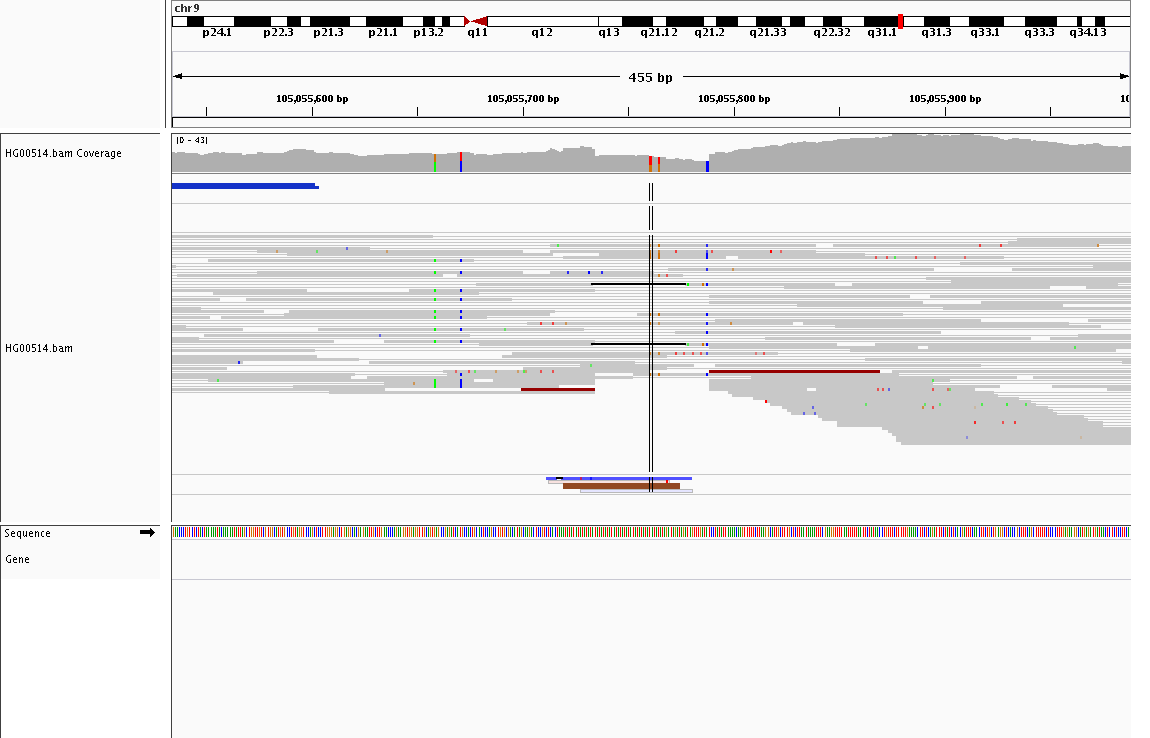 chr9
p24.1 p22.3 p21.3 p21.1 p13.2 q11 q12 q13 q21.12 q21.2 q21.33 q22.32 q31.1 q31.3 q33.1 q33.3 q34.13
455 bp
105,055,600 bp 105,055,700 bp 105,055,800 bp 105,055,900 bp 10
[0 - 43]
HG00514.bam Coverage
HG00514.bam
Sequence
Gene